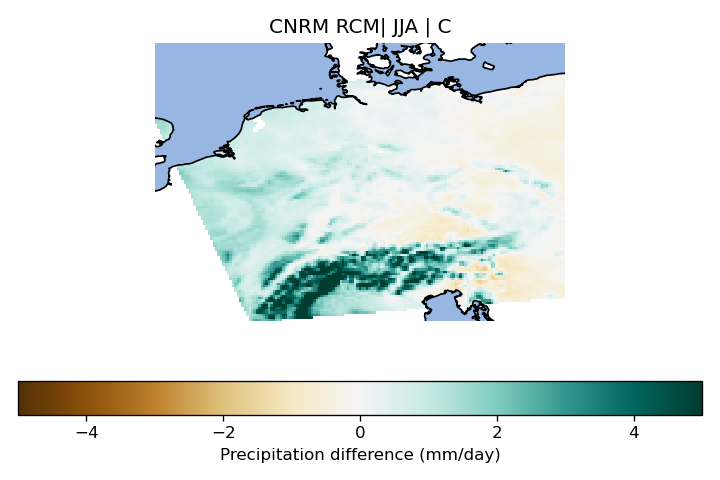 CNRM RCM| JJA | C
−4 −2 0 2 4
Precipitation difference (mm/day)